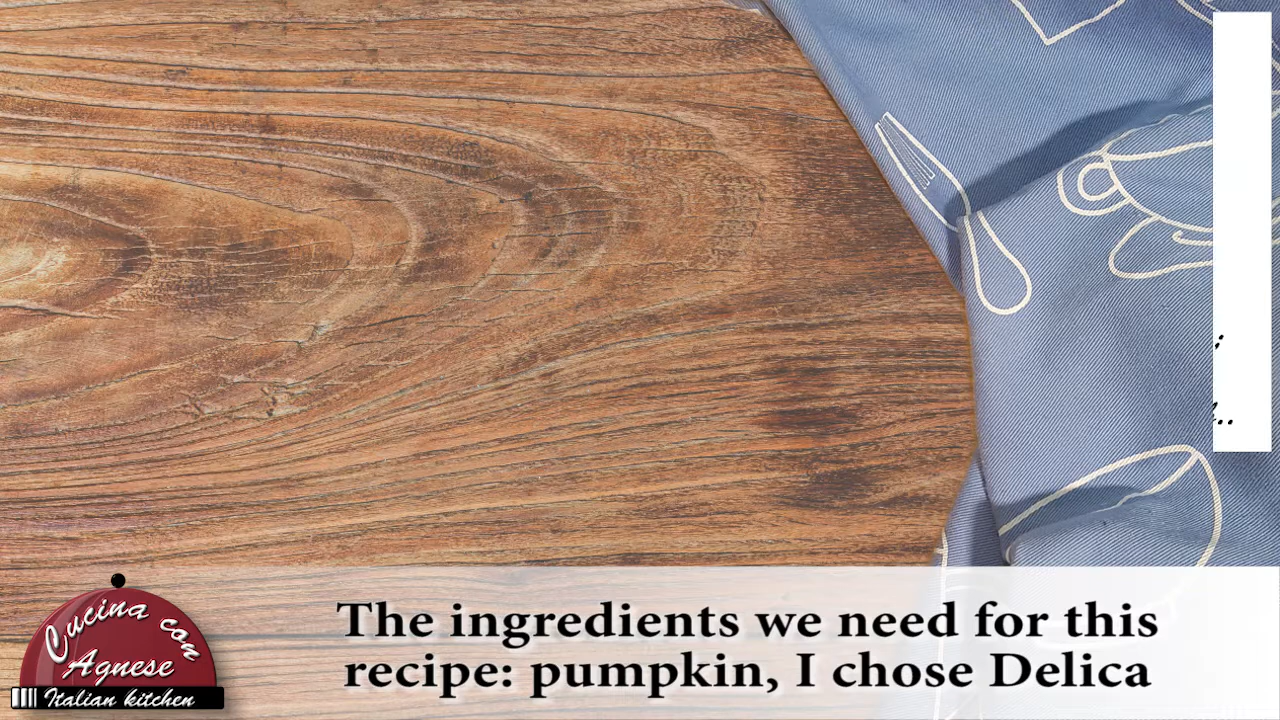 The ingredients we need for this
recipe: pumpkin, I chose Delica
Cucina con
Agnese
Italian kitchen